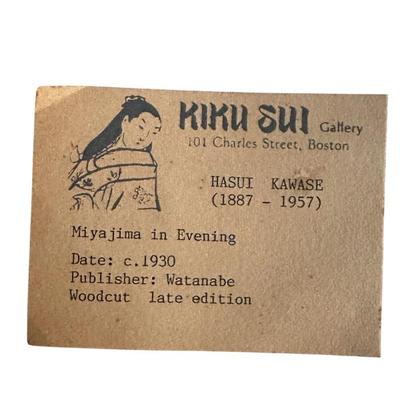 KIKU SUI Gallery
101 Charles Street, Boston
HASUI KAWASE
(1887 - 1957)
Miyajima in Evening
Date: c.1930
Publisher: Watanabe
Woodcut late edition